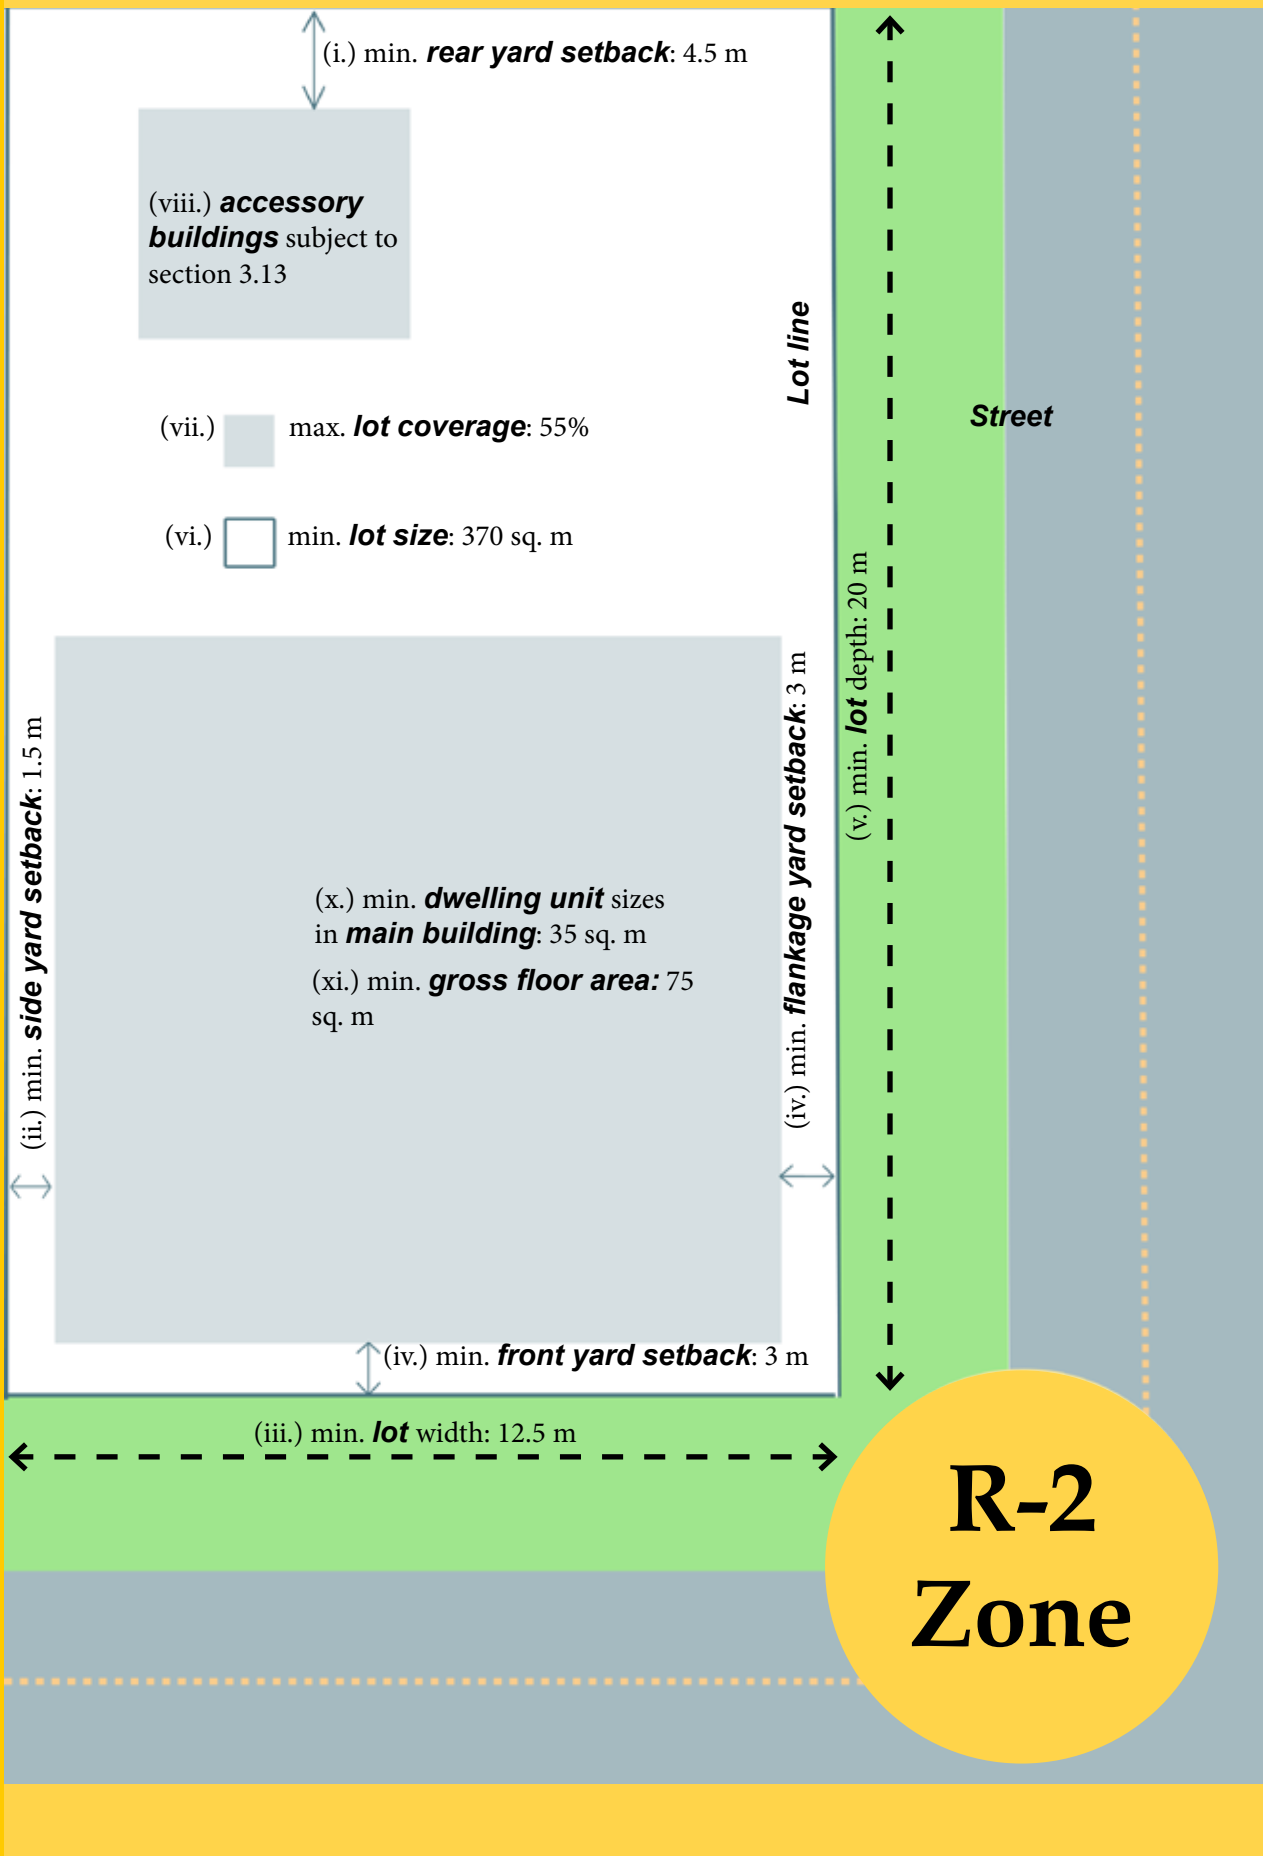 (i.) min. rear yard setback: 4.5 m
(viii.) accessory
buildings subject to
section 3.13
Lot line
Street
(vii.) max. lot coverage: 55%
(vi.) min. lot size: 370 sq. m
(v.) min. lot depth: 20 m
(ii.) min. side yard setback: 1.5 m
(iv.) min. flankage yard setback: 3 m
(x.) min. dwelling unit sizes
in main building: 35 sq. m
(xi.) min. gross floor area: 75
sq. m
(iv.) min. front yard setback: 3 m
(iii.) min. lot width: 12.5 m
R-2
Zone